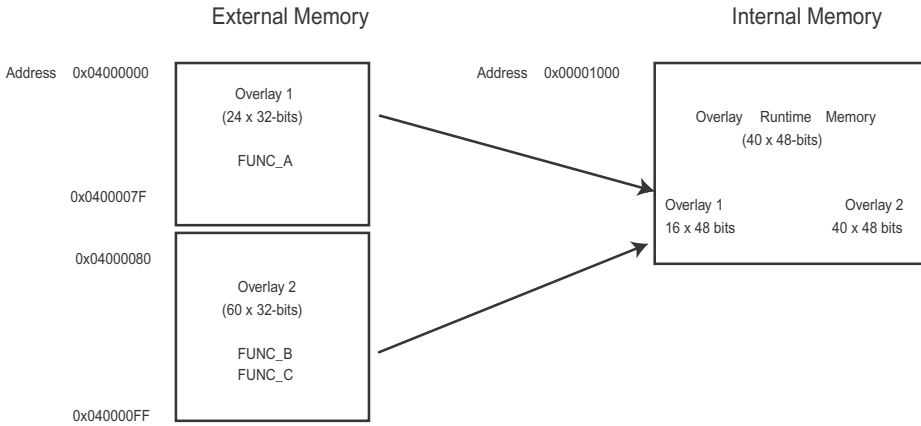 External Memory
Internal Memory
Address 0x04000000
Overlay 1
(24 x 32-bits)
FUNC_A
0x0400007F
0x04000080
Overlay 2
(60 x 32-bits)
FUNC_B
FUNC_C
0x040000FF
Address 0x00001000
Overlay Runtime Memory
(40 x 48-bits)
Overlay 1
16 x 48 bits
Overlay 2
40 x 48 bits